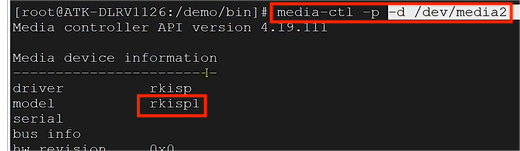 [root@ATK-DLRV1126:/demo/bin]# media-ctl -p -d /dev/media2
Media controller API version 4.19.111
Media device information
------------------------
driver rkisp
model rkisp1
serial
bus info
hw revision 0x0